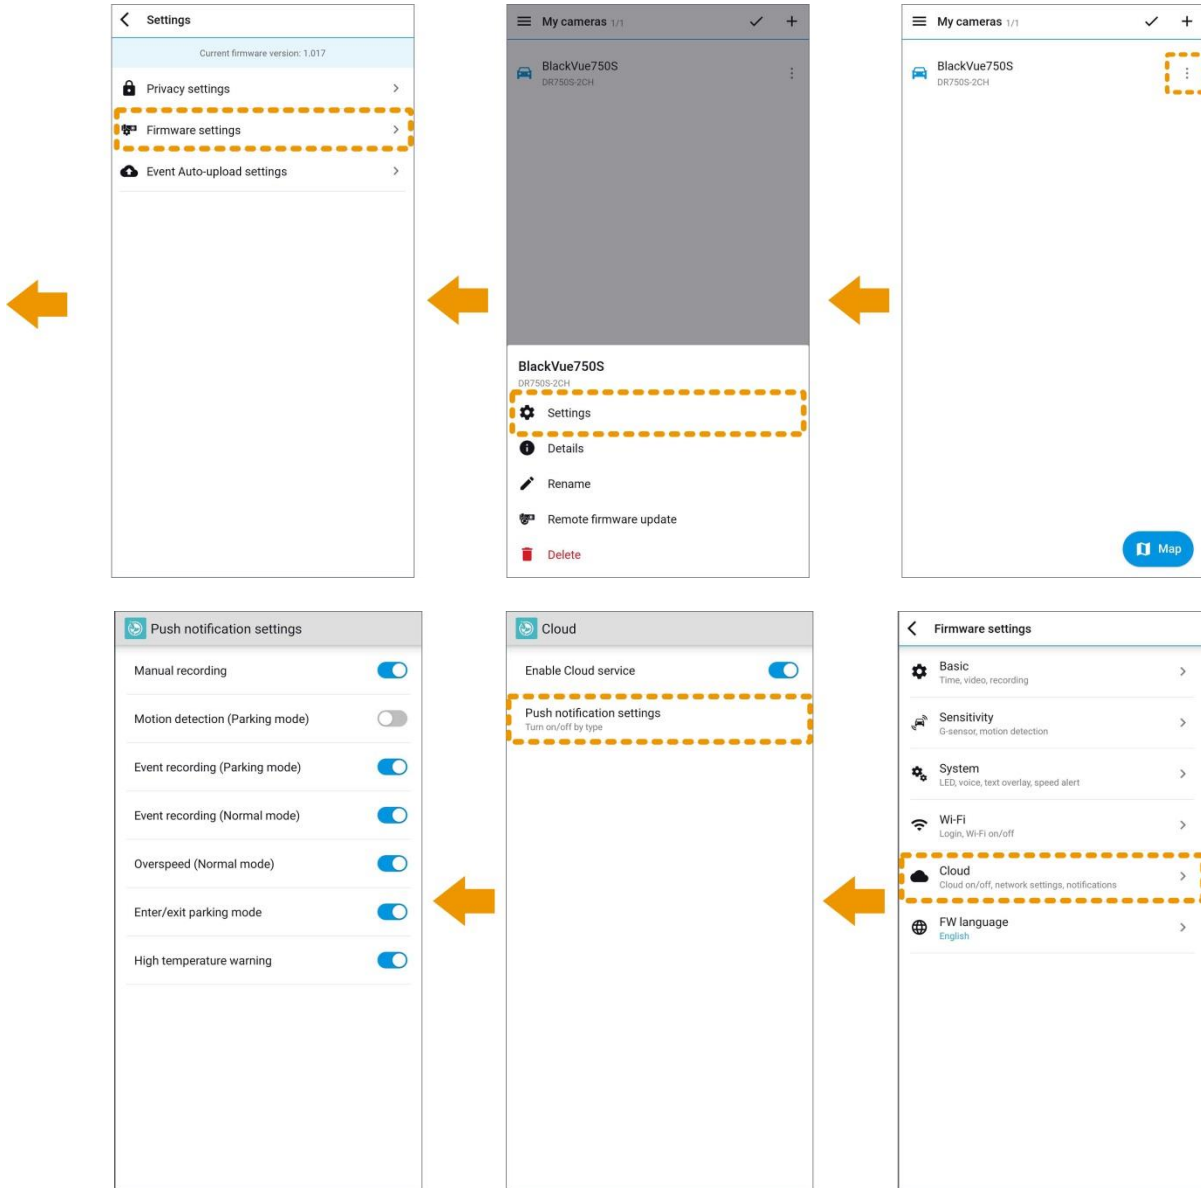 Settings
Current firmware version: 1.017
Privacy settings
Firmware settings
Event Auto-upload settings
My cameras 1/1
BlackVue750S
DR750S-2CH
BlackVue750S
DR750S-2CH
Settings
Details
Rename
Remote firmware update
Delete
My cameras 1/1
BlackVue750S
DR750S-2CH
Map
Push notification settings
Manual recording
Motion detection (Parking mode)
Event recording (Parking mode)
Event recording (Normal mode)
Overspeed (Normal mode)
Enter/exit parking mode
High temperature warning
Cloud
Enable Cloud service
Push notification settings
Turn on/off by type
Firmware settings
Basic
Time, video, recording
Sensitivity
G-sensor, motion detection
System
LED, voice, text overlay, speed alert
Wi-Fi
Login, Wi-Fi on/off
Cloud
Cloud on/off, network settings, notifications
FW language
English